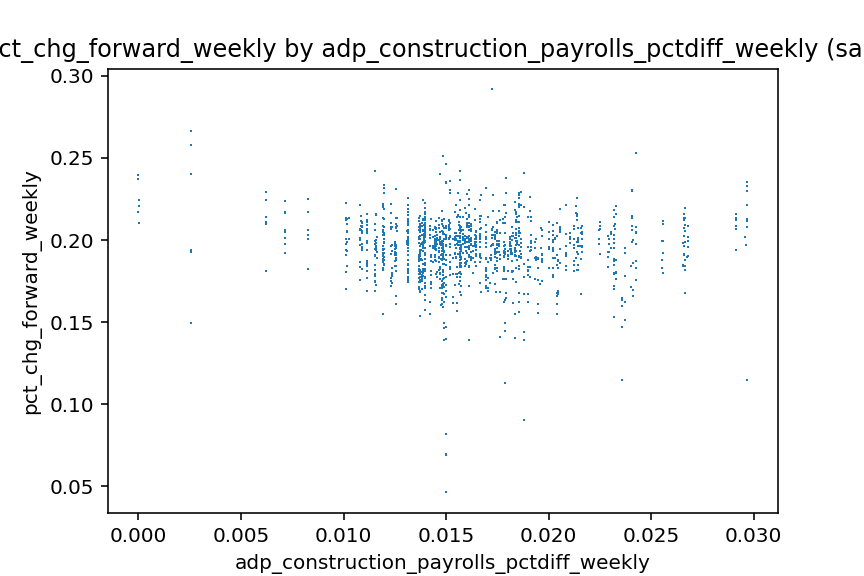 ct_chg_forward_weekly by adp_construction_payrolls_pctdiff_weekly (sa
0.30
0.25
0.20
0.15
0.10
0.05
pct_chg_forward_weekly
0.000 0.005 0.010 0.015 0.020 0.025 0.030
adp_construction_payrolls_pctdiff_weekly